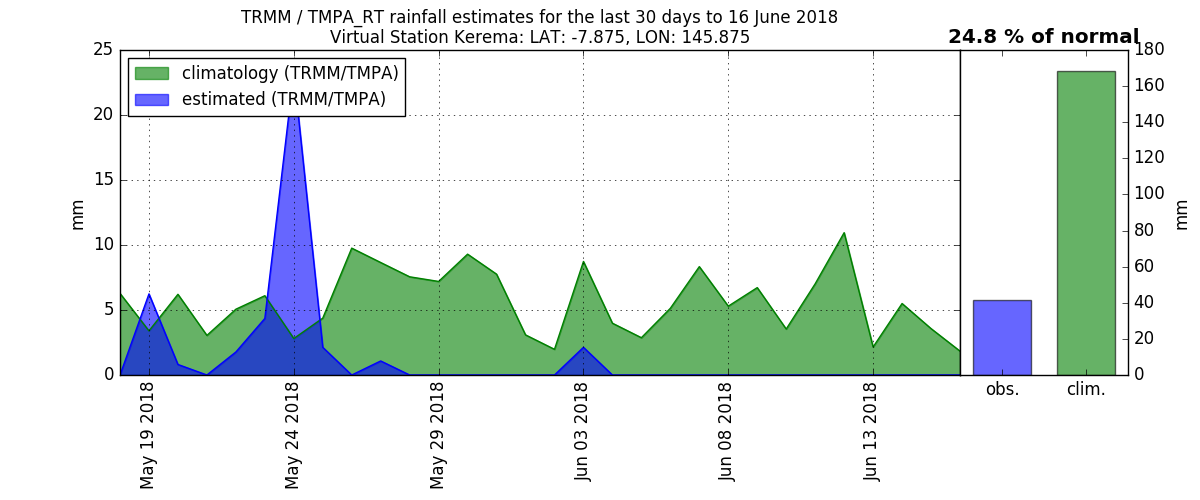 TRMM / TMPA_RT rainfall estimates for the last 30 days to 16 June 2018
Virtual Station Kerema: LAT: -7.875, LON: 145.875
24.8 % of normal
climatology (TRMM/TMPA)
estimated (TRMM/TMPA)
25
20
15
10
5
0
mm
May 19 2018
May 24 2018
May 29 2018
Jun 03 2018
Jun 08 2018
Jun 13 2018
180
160
140
120
100
80
60
40
20
0
mm
obs.
clim.